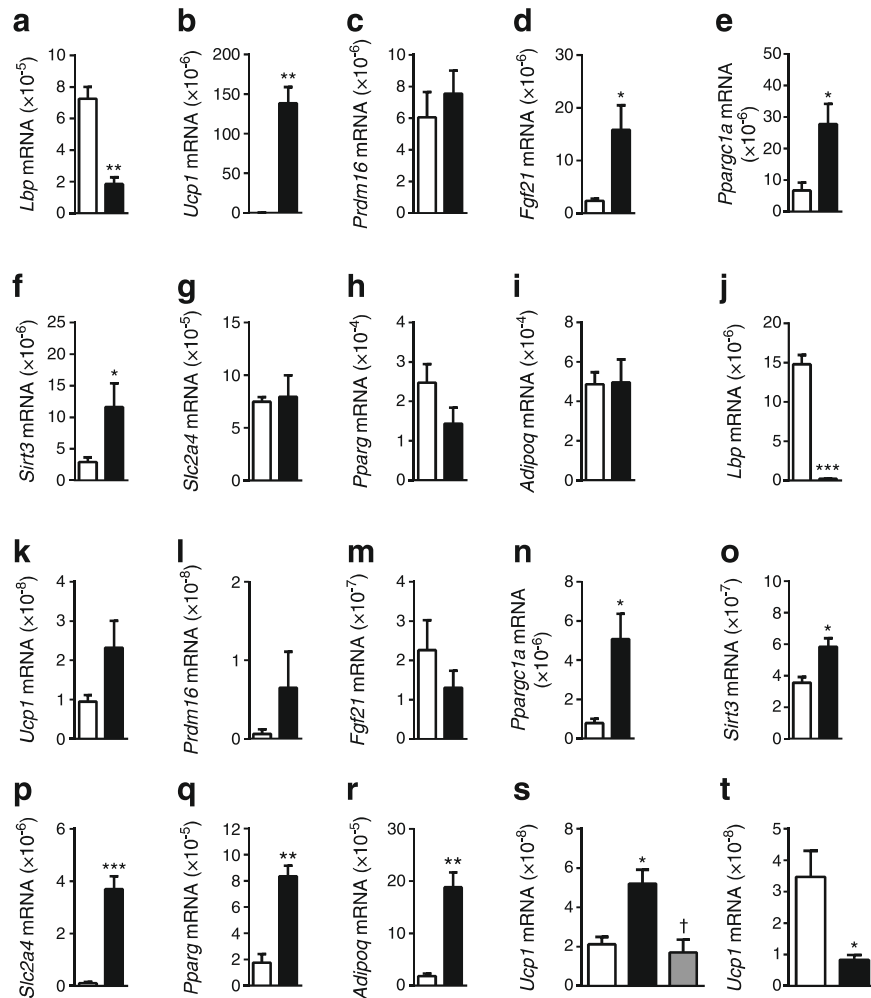 a
Lbp mRNA (×10-5)
10
8
6
4
2
0
**
b
Ucp1 mRNA (×10-6)
200
150
100
50
0
**
c
Prdm16 mRNA (×10-6)
10
8
6
4
2
0
d
Fgf21 mRNA (×10-6)
30
20
10
0
*
e
Ppargc1a mRNA
(×10-6)
50
40
30
20
10
0
*
f
Sirt3 mRNA (×10-6)
25
20
15
10
5
0
*
g
Slc2a4 mRNA (×10-5)
15
10
5
0
h
Pparg mRNA (×10-4)
4
3
2
1
0
i
Adipoq mRNA (×10-4)
8
6
4
2
0
j
Lbp mRNA (×10-6)
20
15
10
5
0
***
k
Ucp1 mRNA (×10-8)
4
3
2
1
0
l
Prdm16 mRNA (×10-8)
2
1
0
m
Fgf21 mRNA (×10-7)
4
3
2
1
0
n
Ppargc1a mRNA
(×10-6)
8
6
4
2
0
*
o
Sirt3 mRNA (×10-7)
10
8
6
4
2
0
*
p
Slc2a4 mRNA (×10-6)
6
4
2
0
***
q
Pparg mRNA (×10-5)
12
10
8
6
4
2
0
**
r
Adipoq mRNA (×10-5)
30
20
10
0
**
s
Ucp1 mRNA (×10-8)
8
6
4
2
0
*
†
t
Ucp1 mRNA (×10-8)
5
4
3
2
1
0
*